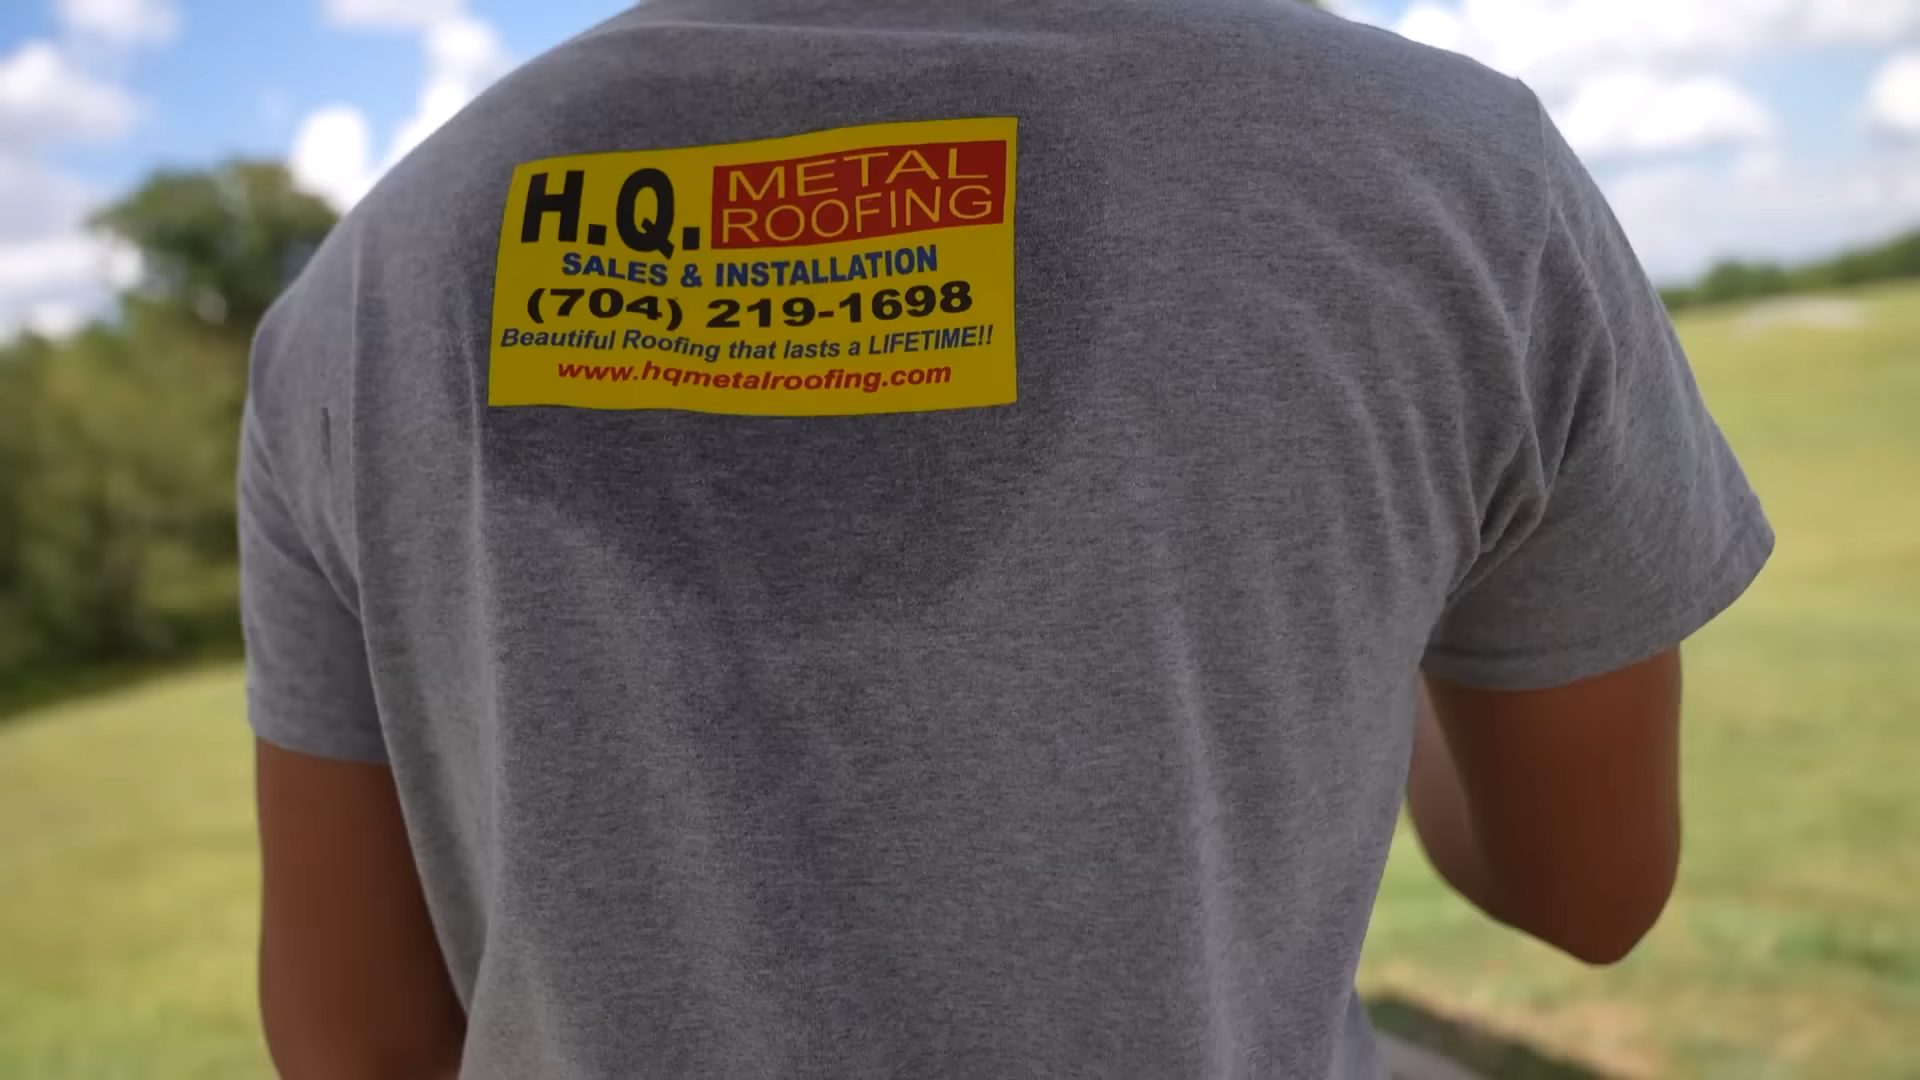 H.Q. METAL ROOFING
SALES & INSTALLATION
(704) 219-1698
Beautiful Roofing that lasts a LIFETIME!!
www.hqmetalroofing.com